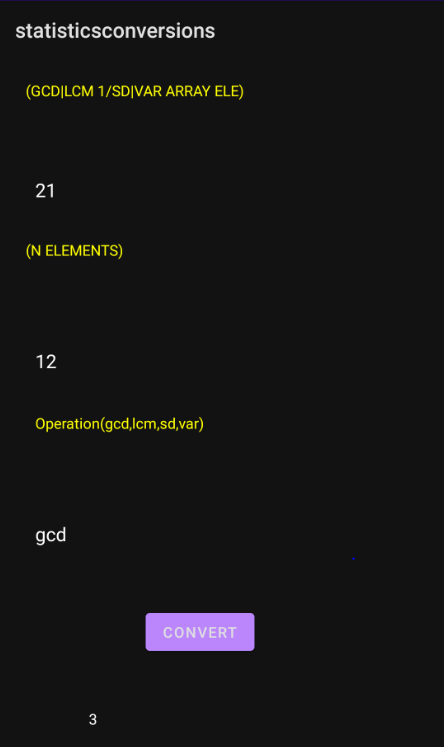 statisticsconversions
(GCD|LCM 1/SD|VAR ARRAY ELE)
21
(N ELEMENTS)
12
Operation(gcd,lcm,sd,var)
gcd
CONVERT
3